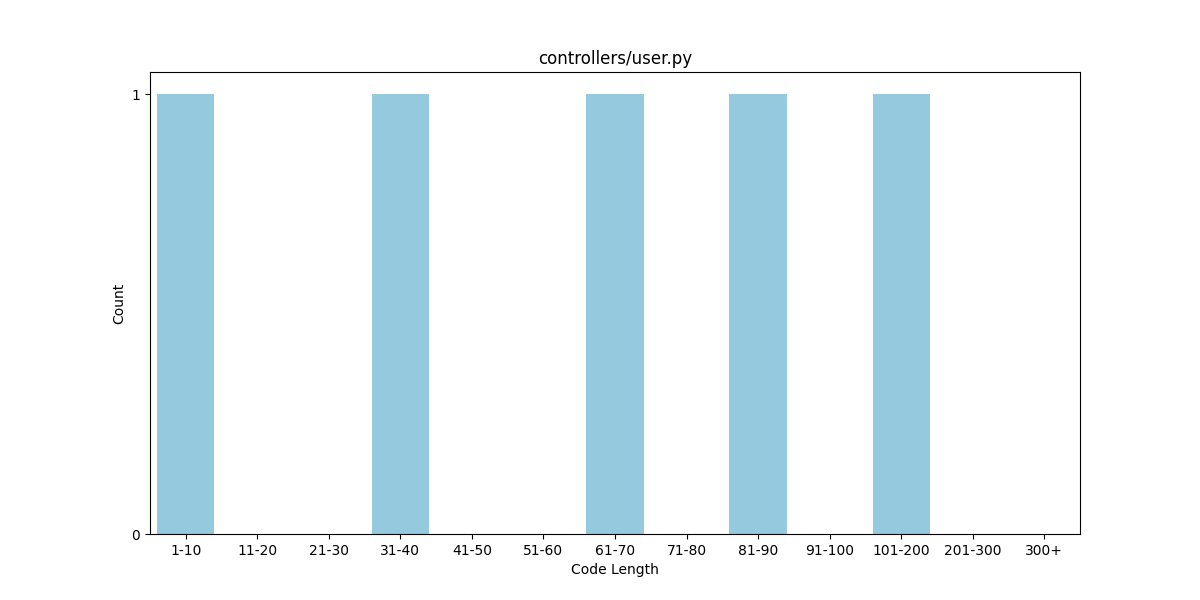 controllers/user.py
1
Count
0
1-10 11-20 21-30 31-40 41-50 51-60 61-70 71-80 81-90 91-100 101-200 201-300 300+
Code Length